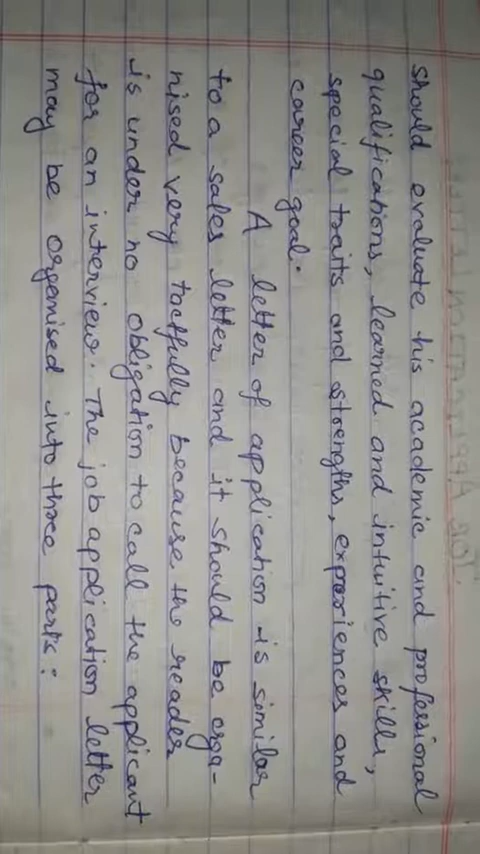 should evaluate his academic and professional
qualifications, learned and intuitive skills,
special traits and strengths, experiences and
career goal.
A letter of application is similar
to a sales letter and it should be orga-
nised very tactfully because the reader
is under no obligation to call the applicant
for an interview. The job application letter
may be organised into three parts: